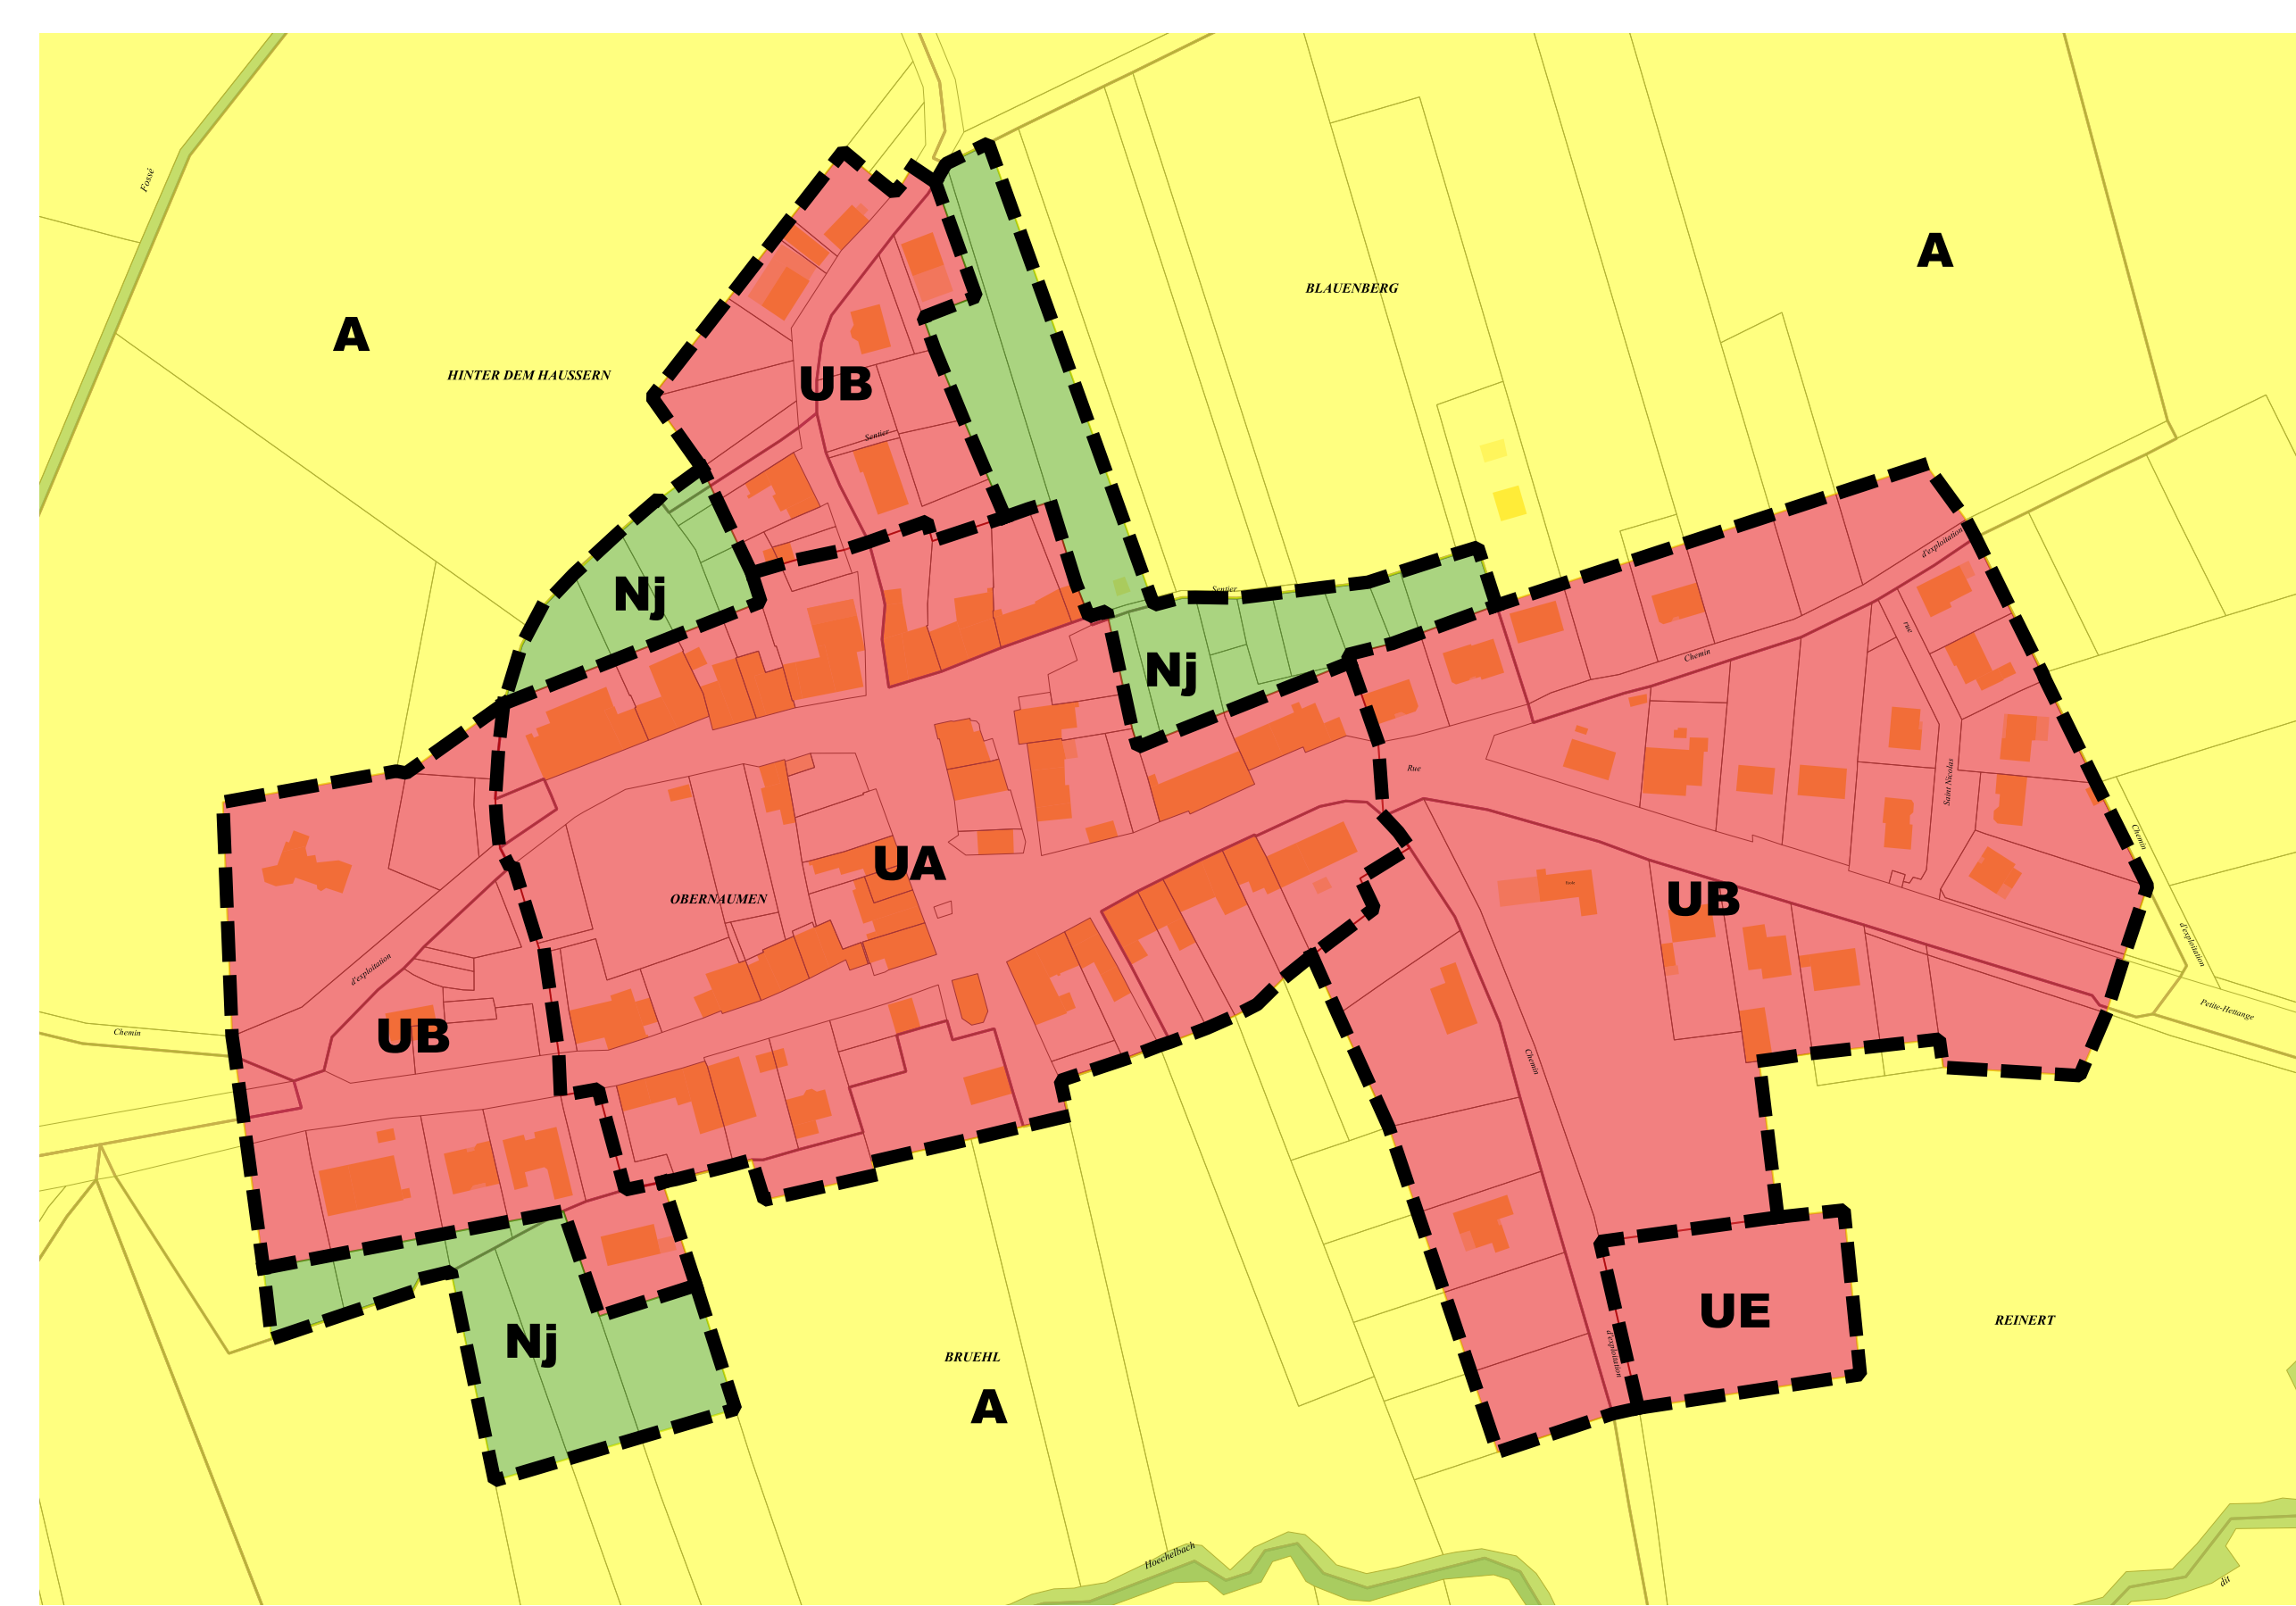 Fossé
A
BLAUENBERG
A
HINTER DEM HAUSSERN
UB
Sentier
d'exploitation
Nj
Sentier
rue
Nj
Chemin
Rue
Saint Nicolas
Chemin
UA
OBERNAUMEN
UB
d'exploitation
d'exploitation
Petite-Hettange
Chemin
UB
Chemin
UE
REINERT
Nj
d'exploitation
BRUEHL
A
Hoechelbach
dit